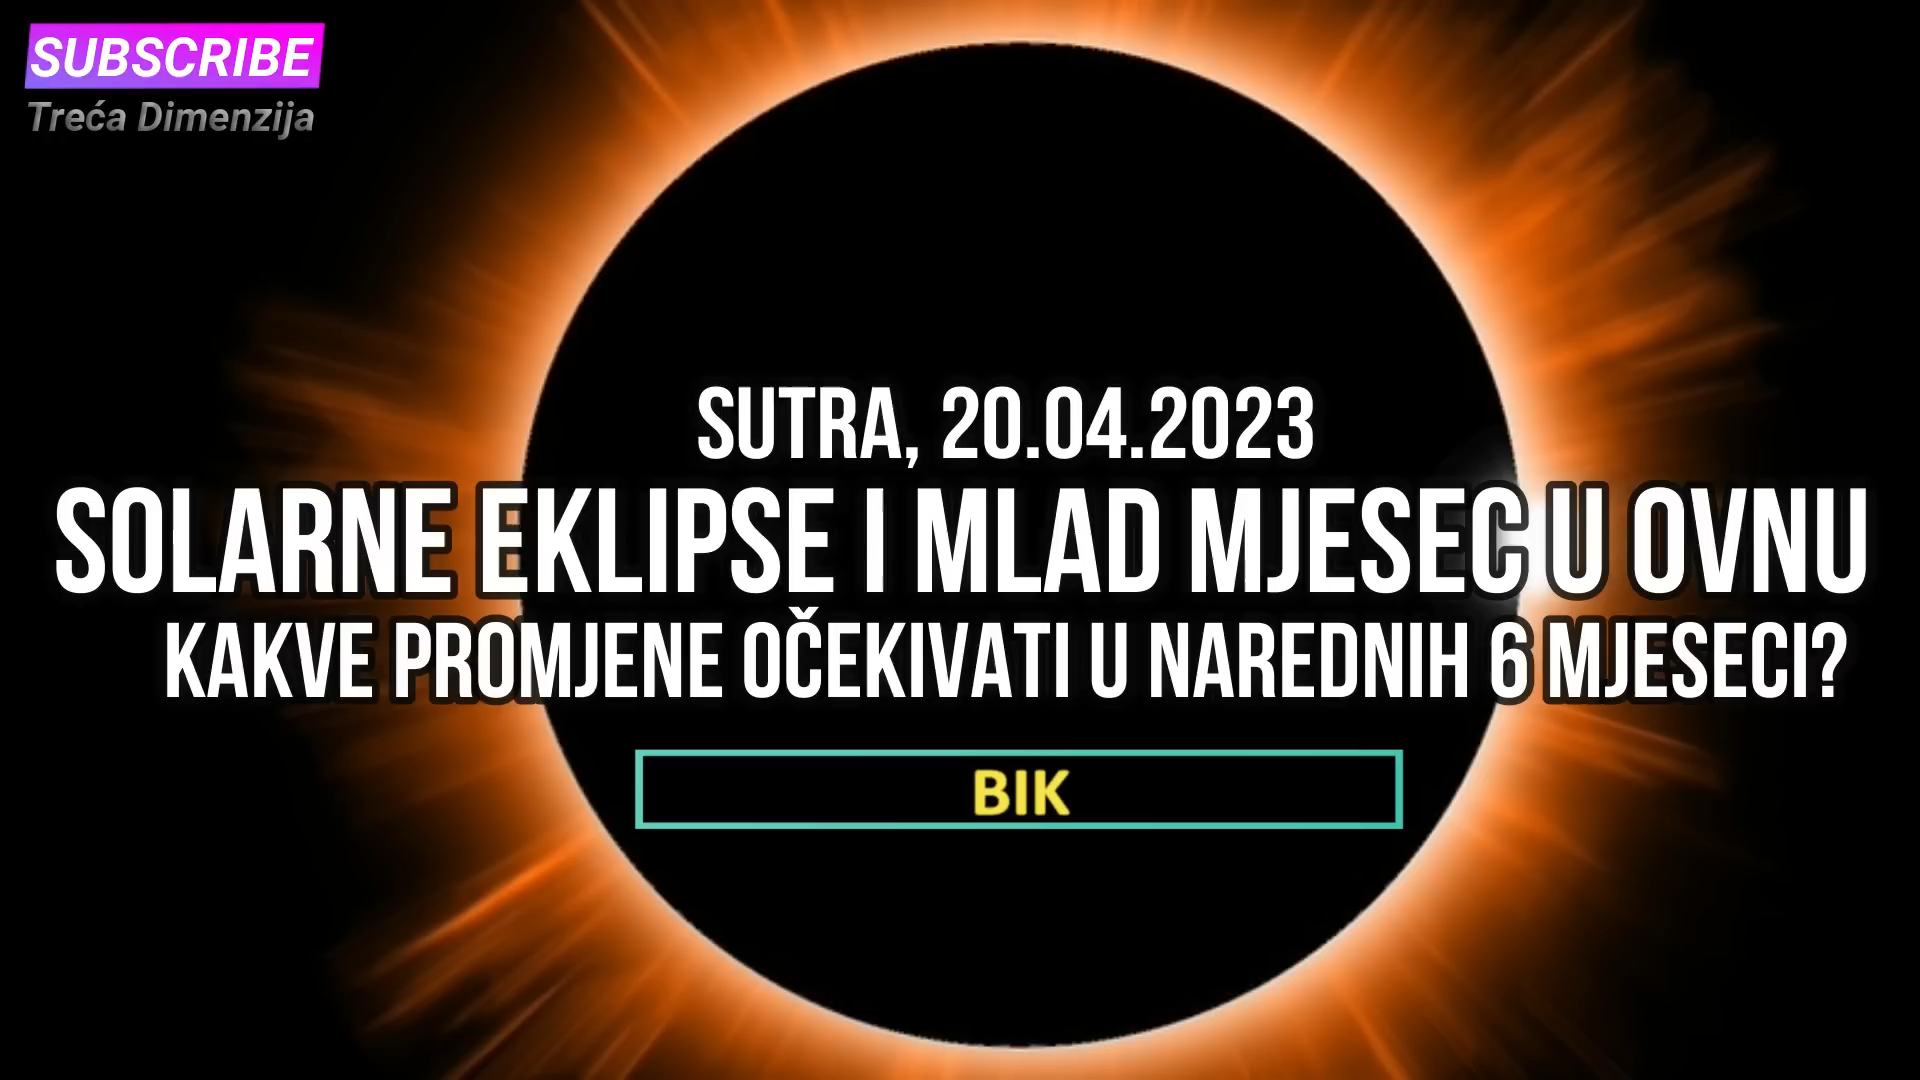 SUBSCRIBE
Treća Dimenzija
SUTRA, 20.04.2023
SOLARNE EKLIPSE I MLAD MJESEC U OVNU
KAKVE PROMJENE OČEKIVATI U NAREDNIH 6 MJESECI?
BIK